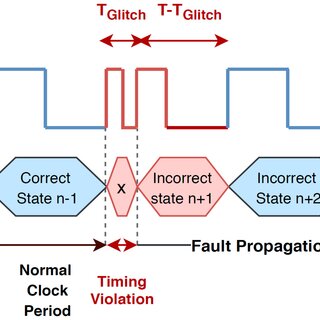 TGlitch T-TGlitch
Correct State n-1
x
Incorrect state n+1
Incorrect State n+2
Fault Propagatio
Normal Clock Period
Timing Violation